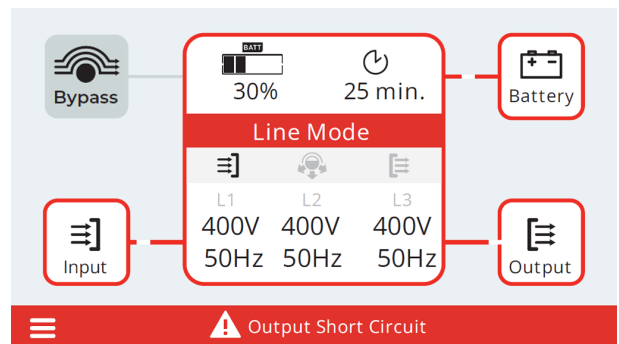 BATT
30% 25 min.
Bypass
Battery
Line Mode
L1 L2 L3
400V 400V 400V
50Hz 50Hz 50Hz
Input
Output
Output Short Circuit